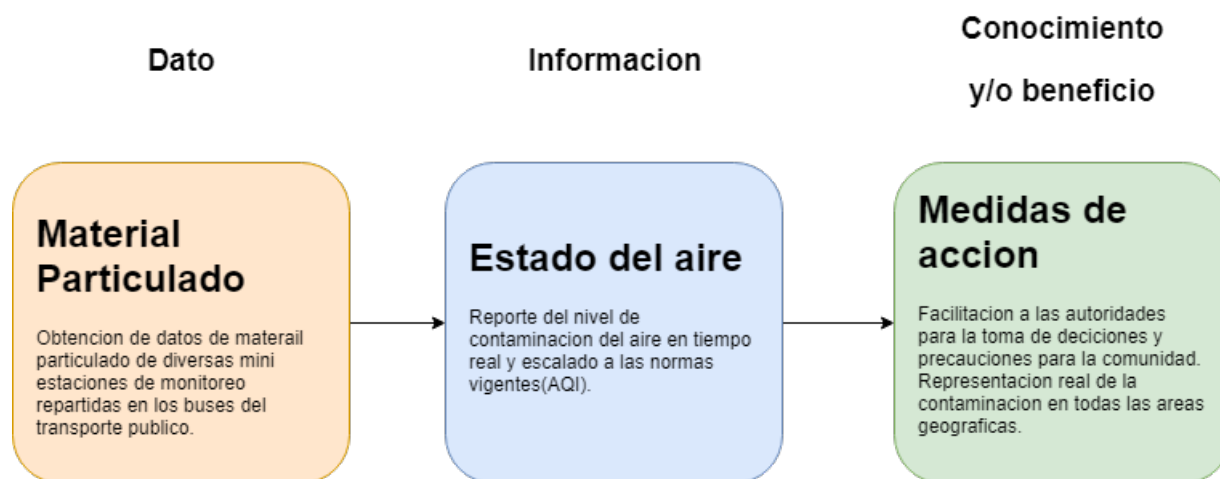 Dato
Informacion
Conocimiento
y/o beneficio
Material
Particulado
Obtencion de datos de materail
particulado de diversas mini
estaciones de monitoreo
repartidas en los buses del
transporte publico.
Estado del aire
Reporte del nivel de
contaminacion del aire en tiempo
real y escalado a las normas
vigentes(AQI).
Medidas de
accion
Facilitacion a las autoridades
para la toma de deciciones y
precauciones para la comunidad.
Representacion real de la
contaminacion en todas las areas
geograficas.